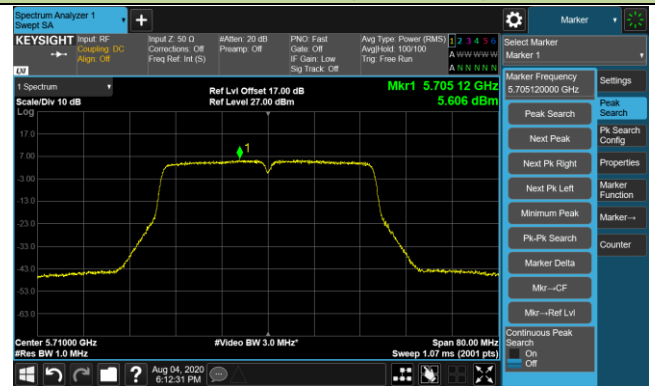 Spectrum Analyzer 1
Swept SA
Marker
KEYSIGHT
Input: RF
Coupling: DC
Align: Off
Input Z: 50 Ω
Corrections: Off
Freq Ref: Int (S)
#Atten: 20 dB
Preamp: Off
PNO: Fast
Gate: Off
IF Gain: Low
Sig Track: Off
Avg Type: Power (RMS)
Avg|Hold: 100/100
Trig: Free Run
1 2 3 4 5 6
A W W W W W
A N N N N N
LXI
Select Marker
Marker 1
1 Spectrum
Scale/Div 10 dB
Log
Ref Lvl Offset 17.00 dB
Ref Level 27.00 dBm
Mkr1 5.705 12 GHz
5.606 dBm
17.0
7.00
-3.00
-13.0
-23.0
-33.0
-43.0
-53.0
-63.0
1
Center 5.71000 GHz
#Res BW 1.0 MHz
#Video BW 3.0 MHz*
Span 80.00 MHz
Sweep 1.07 ms (2001 pts)
Marker Frequency
5.705120000 GHz
Peak Search
Next Peak
Next Pk Right
Next Pk Left
Minimum Peak
Pk-Pk Search
Marker Delta
Mkr→CF
Mkr→Ref Lvl
Continuous Peak
Search
On
Off
Settings
Peak
Search
Pk Search
Config
Properties
Marker
Function
Marker→
Counter
?
Aug 04, 2020
6:12:31 PM